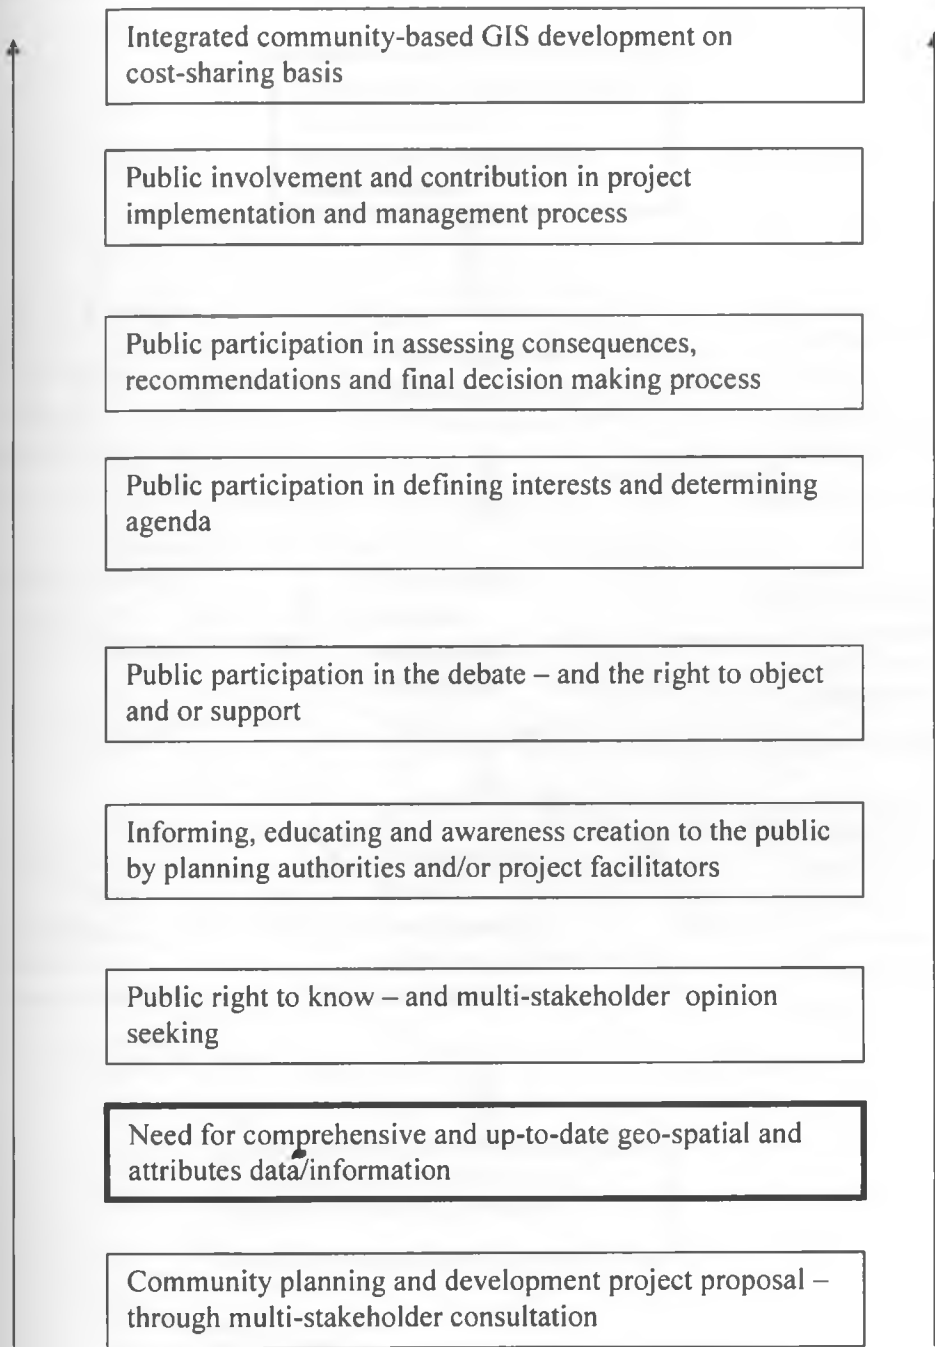 Integrated community-based GIS development on
cost-sharing basis
Public involvement and contribution in project
implementation and management process
Public participation in assessing consequences,
recommendations and final decision making process
Public participation in defining interests and determining
agenda
Public participation in the debate – and the right to object
and or support
Informing, educating and awareness creation to the public
by planning authorities and/or project facilitators
Public right to know – and multi-stakeholder opinion
seeking
Need for comprehensive and up-to-date geo-spatial and
attributes data/information
Community planning and development project proposal –
through multi-stakeholder consultation